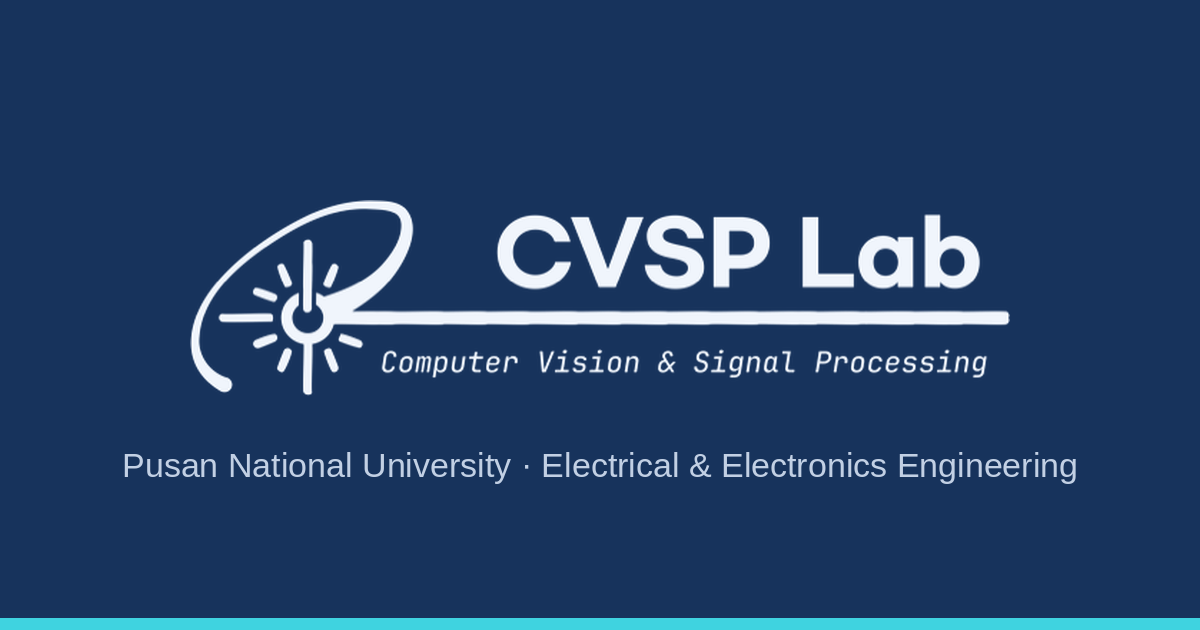 CVSP Lab
Computer Vision & Signal Processing
Pusan National University · Electrical & Electronics Engineering